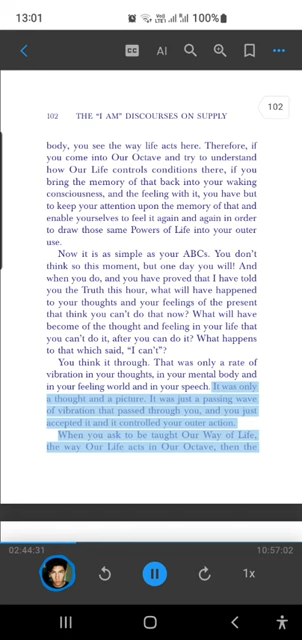 13:01
100%
CC
AI
102
102 THE “I AM” DISCOURSES ON SUPPLY
body, you see the way life acts here. Therefore, if
you come into Our Octave and try to understand
how Our Life controls conditions there, if you
bring the memory of that back into your waking
consciousness, and the feeling with it, you have but
to keep your attention upon the memory of that and
enable yourselves to feel it again and again in order
to draw those same Powers of Life into your outer
use.
Now it is as simple as your ABCs. You don’t
think so this moment, but one day you will! And
when you do, and you have proved that I have told
you the Truth this hour, what will have happened
to your thoughts and your feelings of the present
that think you can’t do that now? What will have
become of the thought and feeling in your life that
you can’t do it, after you can do it? What happens
to that which said, “I can’t”?
You think it through. That was only a rate of
vibration in your thoughts, in your mental body and
in your feeling world and in your speech. It was only
a thought and a picture. It was just a passing wave
of vibration that passed through you, and you just
accepted it and it controlled your outer action.
When you ask to be taught Our Way of Life,
the way Our Life acts in Our Octave, then the
02:44:31
10:57:02
1x